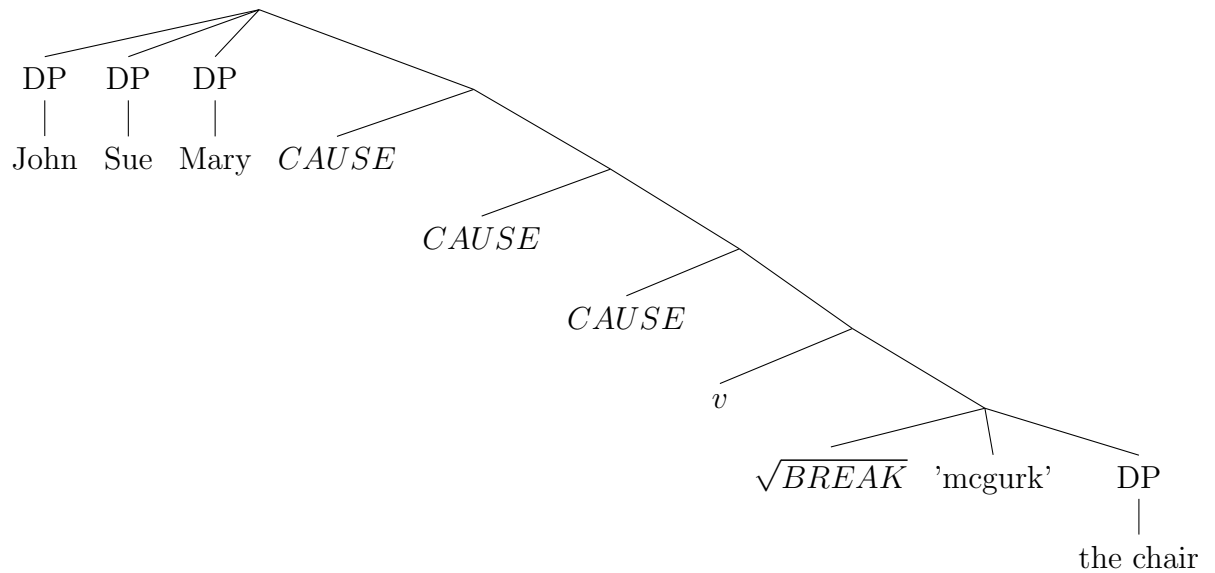 DP DP DP
John Sue Mary CAUSE
CAUSE
CAUSE
v
√BREAK 'mcgurk' DP
the chair